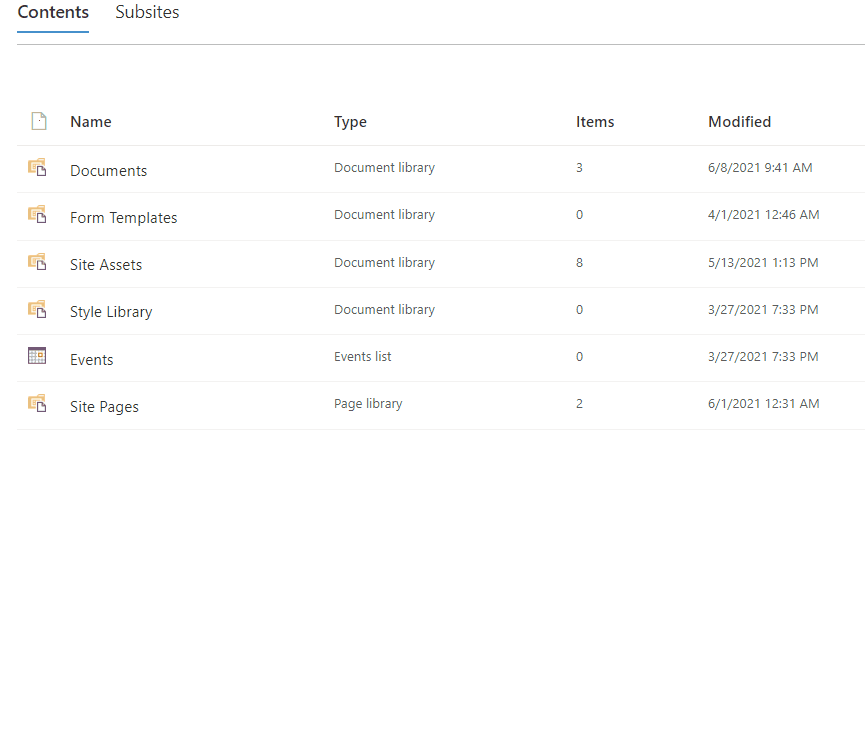 Contents Subsites
Name Type Items Modified
Documents Document library 3 6/8/2021 9:41 AM
Form Templates Document library 0 4/1/2021 12:46 AM
Site Assets Document library 8 5/13/2021 1:13 PM
Style Library Document library 0 3/27/2021 7:33 PM
Events Events list 0 3/27/2021 7:33 PM
Site Pages Page library 2 6/1/2021 12:31 AM